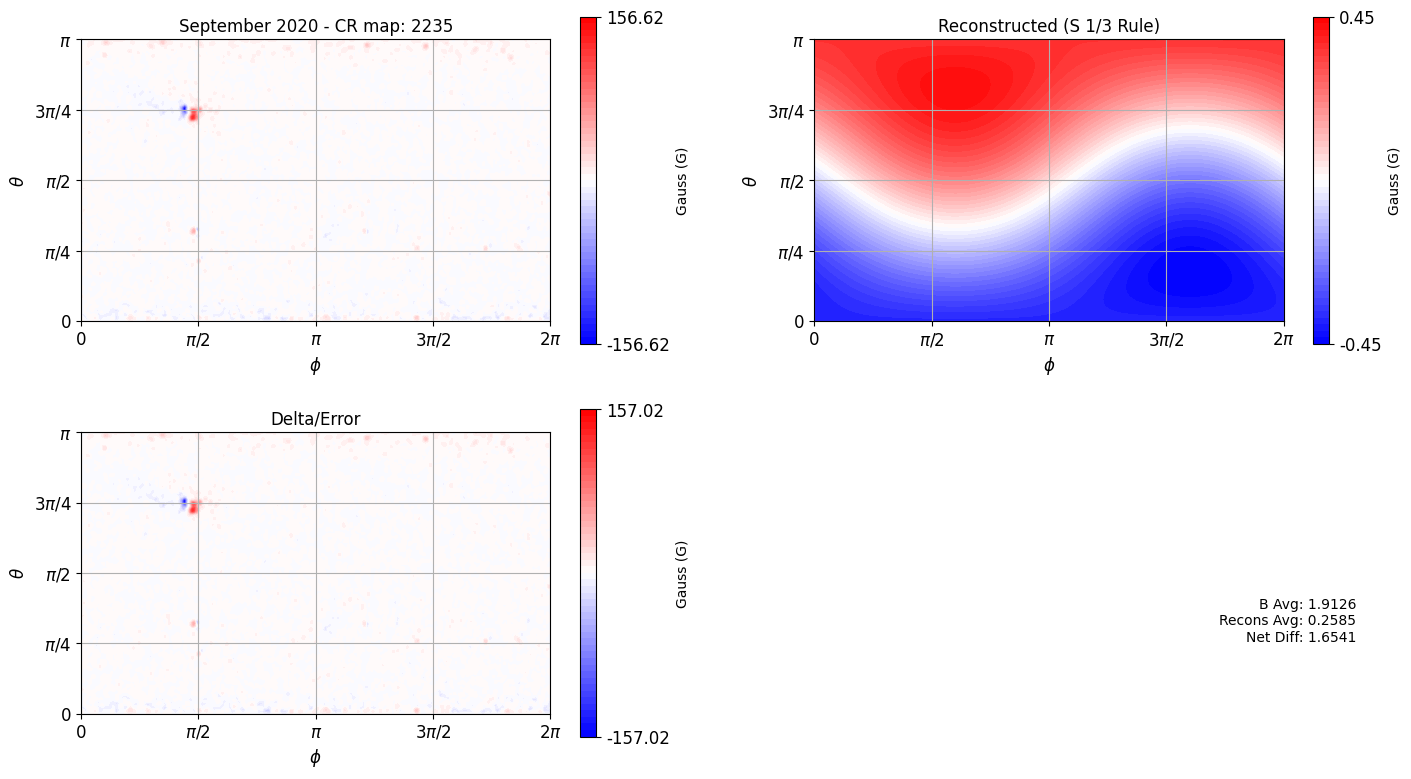 September 2020 - CR map: 2235
π
3π/4
π/2
π/4
0
θ
0
π/2
π
3π/2
2π
ϕ
156.62
-156.62
Gauss (G)
Reconstructed (S 1/3 Rule)
π
3π/4
π/2
π/4
0
θ
0
π/2
π
3π/2
2π
ϕ
0.45
-0.45
Gauss (G)
Delta/Error
π
3π/4
π/2
π/4
0
θ
0
π/2
π
3π/2
2π
ϕ
157.02
-157.02
Gauss (G)
B Avg: 1.9126
Recons Avg: 0.2585
Net Diff: 1.6541